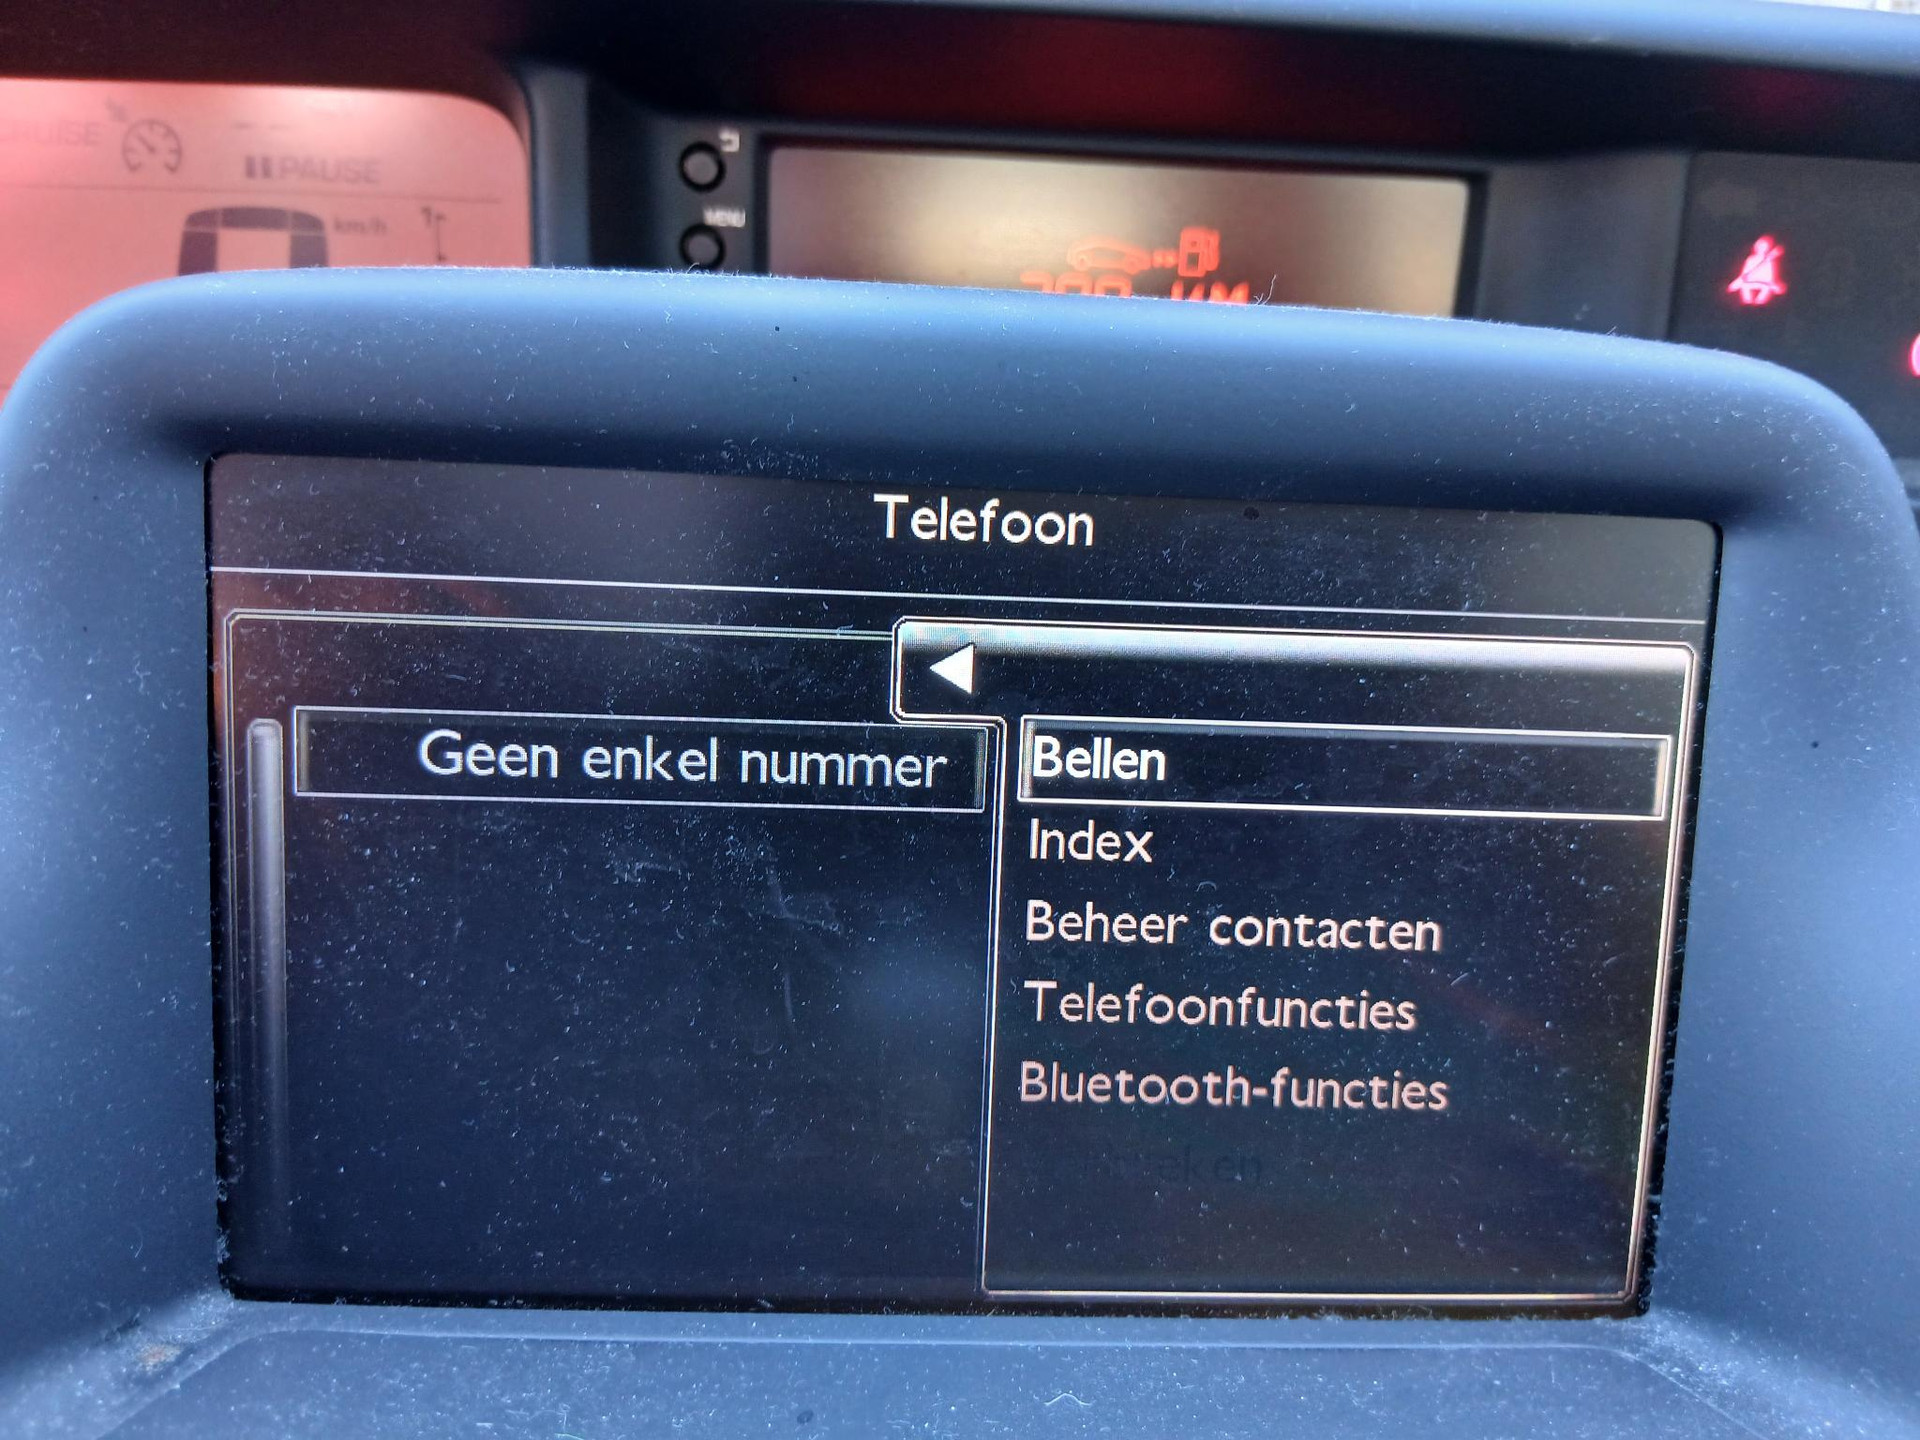 PAUSE
km/h
MENU
Telefoon
Geen enkel nummer
Bellen
Index
Beheer contacten
Telefoonfuncties
Bluetooth-functies